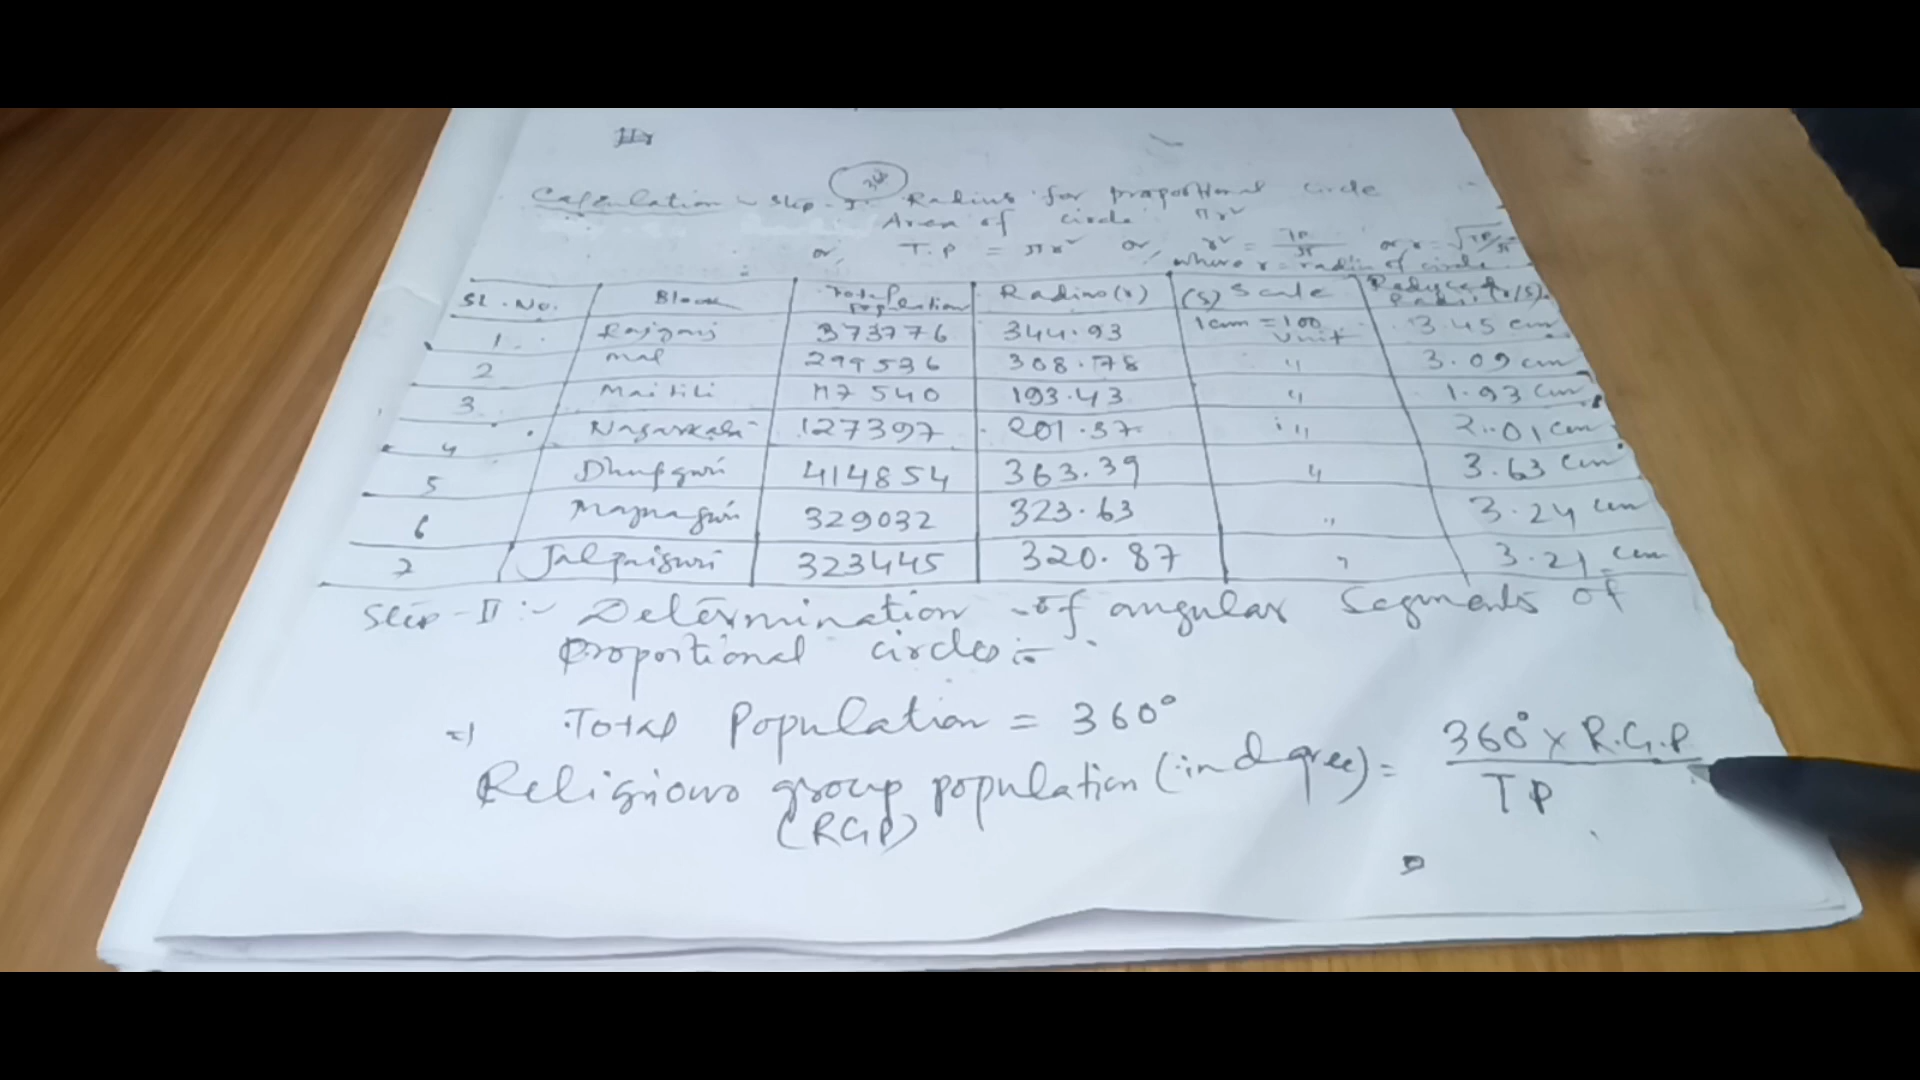 36
Calculation ~ Step-I: Radius for proportional circle
Area of circle πr²
or, T.P = πr² or, r² = TP/π or r = √TP/π
where r = radius of circle
Sl. No. Block Total population Radius (r) (S) Scale Reduced Radii (r/s)
1 Rajganj 373776 344.93 1cm = 100 Unit 3.45 cm
2 Mal 299536 308.78 " 3.09 cm
3 Maitili 117540 193.43 " 1.93 cm
4 Nagarkata 127397 201.37 " 2.01 cm
5 Dhupguri 414854 363.39 " 3.63 cm
6 Maynaguri 329032 323.63 " 3.24 cm
7 Jalpaiguri 323445 320.87 " 3.21 cm
Step-II :- Determination of angular Segments of
proportional circles :-
=) Total Population = 360°
Religious group population (in dgree) = 360° x R.G.P / TP
(RGP)